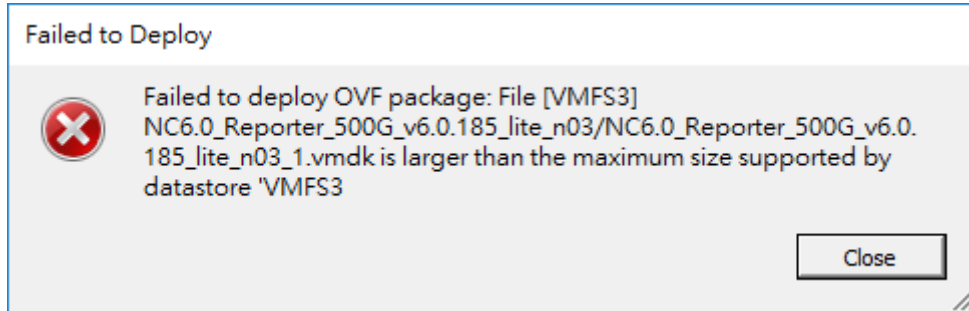 Failed to Deploy
Failed to deploy OVF package: File [VMFS3]
NC6.0_Reporter_500G_v6.0.185_lite_n03/NC6.0_Reporter_500G_v6.0.
185_lite_n03_1.vmdk is larger than the maximum size supported by
datastore 'VMFS3
Close